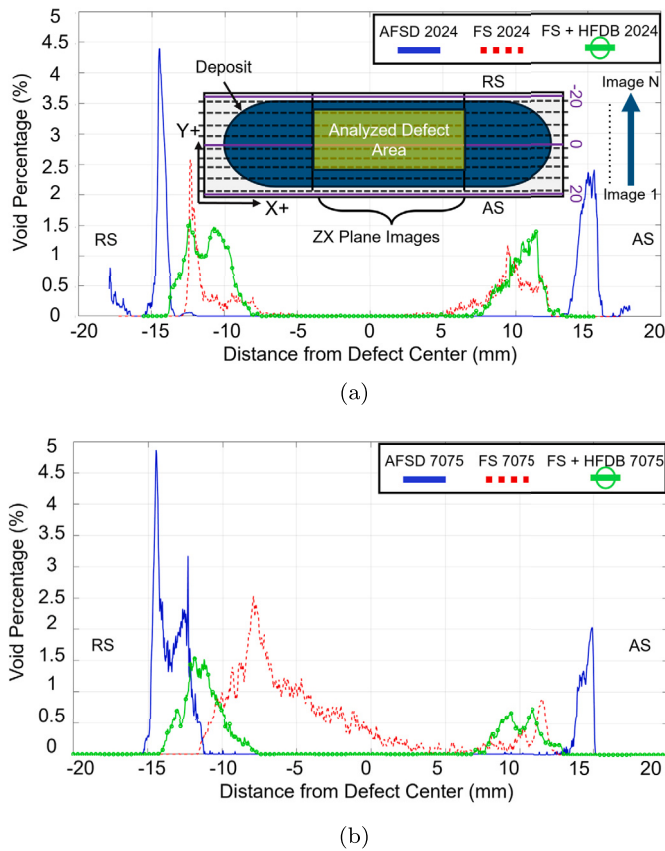 AFSD 2024 FS 2024 FS + HFDB 2024
5
4.5
4
3.5
3
2.5
2
1.5
1
0.5
0
Void Percentage (%)
Deposit
RS
Image N
-20
0
20
Y+
Analyzed Defect
Area
Image 1
X+
AS
ZX Plane Images
RS
AS
-20 -15 -10 -5 0 5 10 15 20
Distance from Defect Center (mm)
(a)
AFSD 7075 FS 7075 FS + HFDB 7075
5
4.5
4
3.5
3
2.5
2
1.5
1
0.5
0
Void Percentage (%)
RS
AS
-20 -15 -10 -5 0 5 10 15 20
Distance from Defect Center (mm)
(b)